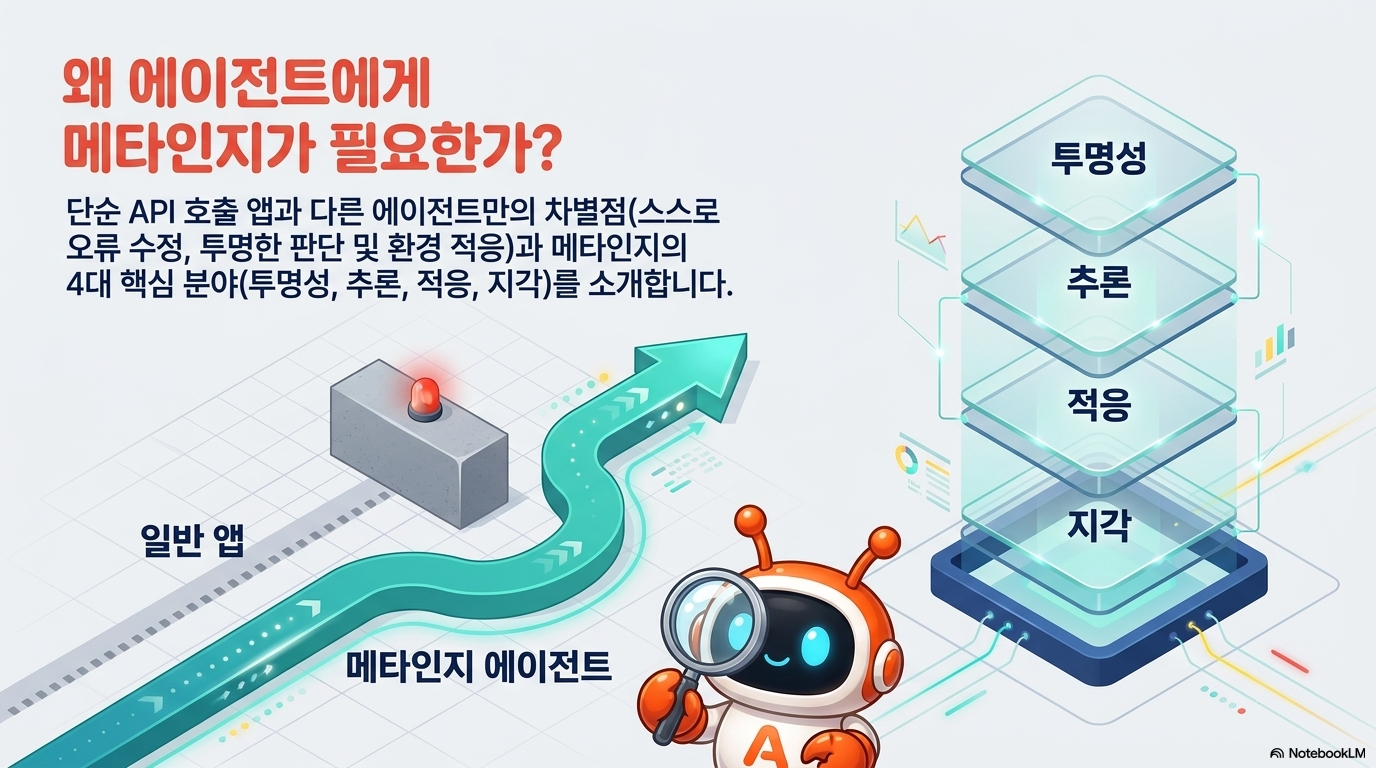 왜 에이전트에게
메타인지가 필요한가?
단순 API 호출 앱과 다른 에이전트만의 차별점(스스로
오류 수정, 투명한 판단 및 환경 적응)과 메타인지의
4대 핵심 분야(투명성, 추론, 적응, 지각)를 소개합니다.
일반 앱
메타인지 에이전트
A
투명성
추론
적응
지각
NotebookLM